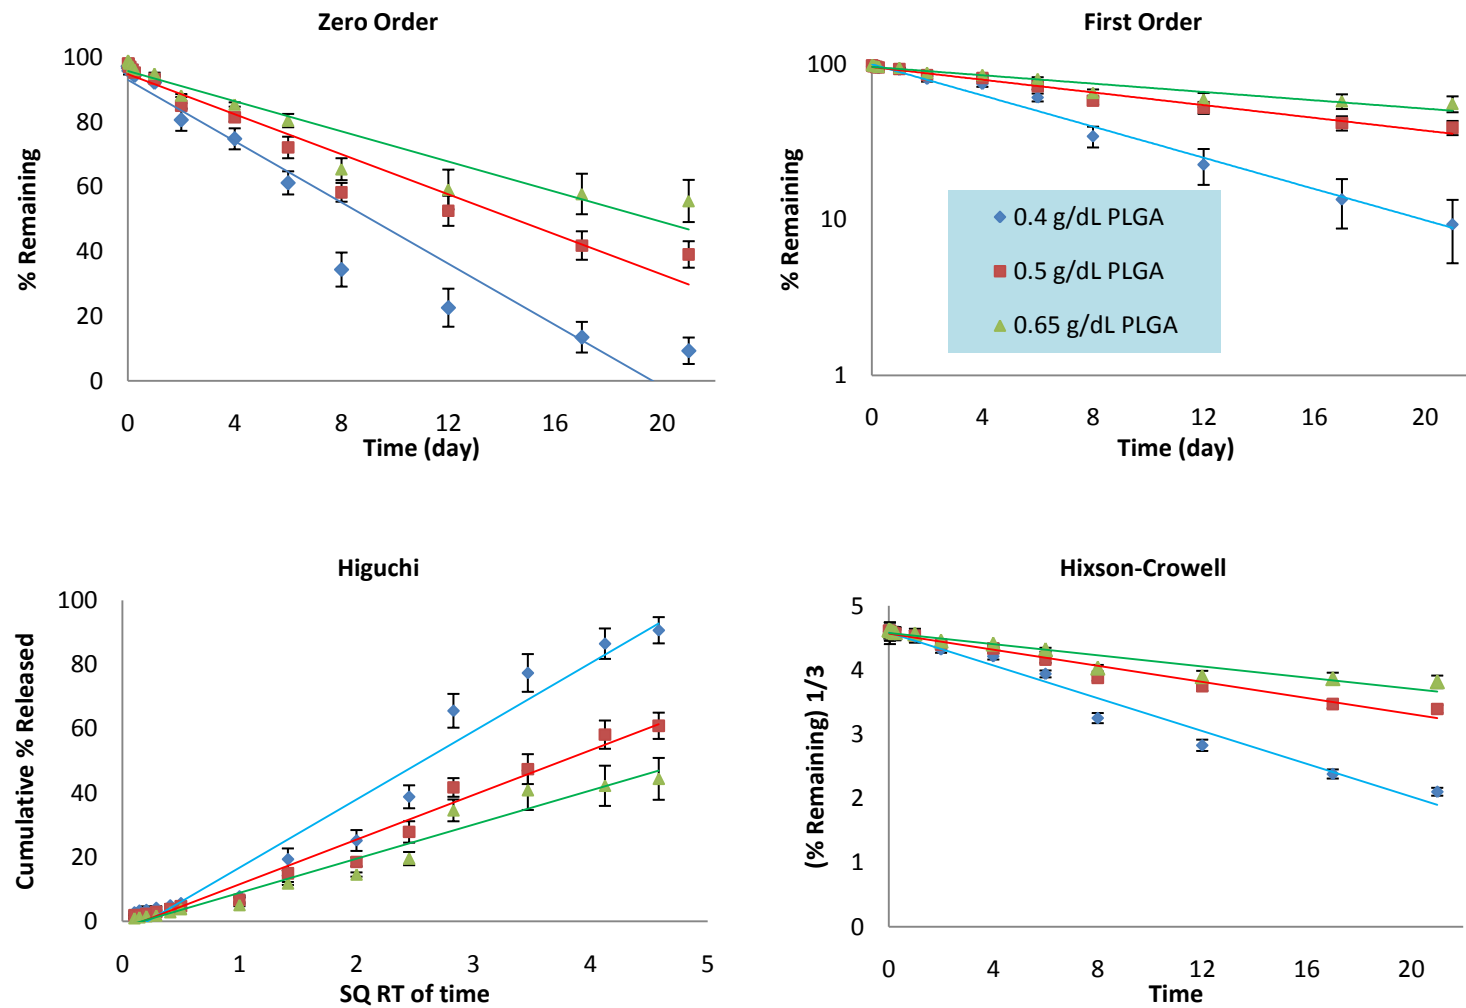 Zero Order
100
80
60
40
20
0
% Remaining
0 4 8 12 16 20
Time (day)
First Order
100
10
1
% Remaining
0.4 g/dL PLGA
0.5 g/dL PLGA
0.65 g/dL PLGA
0 4 8 12 16 20
Time (day)
Higuchi
100
80
60
40
20
0
Cumulative % Released
0 1 2 3 4 5
SQ RT of time
Hixson-Crowell
5
4
3
2
1
0
(% Remaining) 1/3
0 4 8 12 16 20
Time